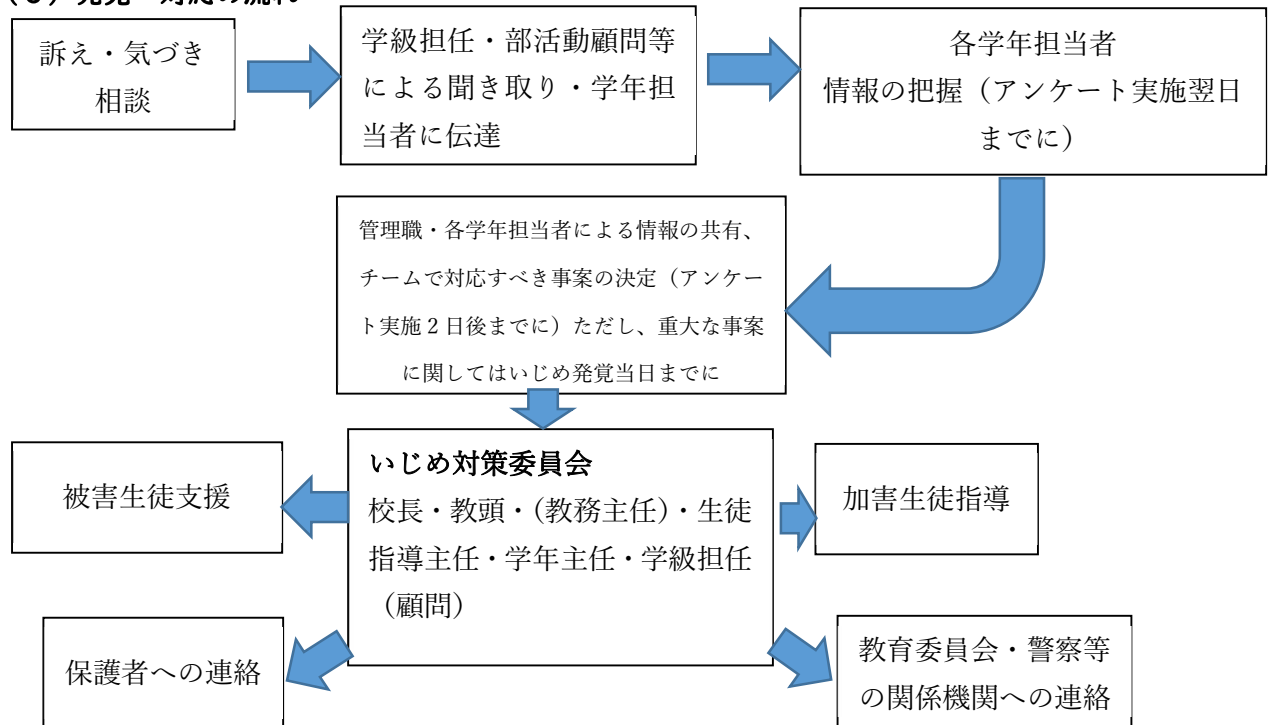 訴え・気づき
相談
学級担任・部活動顧問等
による聞き取り・学年担
当者に伝達
各学年担当者
情報の把握（アンケート実施翌日
までに）
管理職・各学年担当者による情報の共有、
チームで対応すべき事案の決定（アンケー
ト実施２日後までに）ただし、重大な事案
に関してはいじめ発覚当日までに
いじめ対策委員会
校長・教頭・(教務主任)・生徒
指導主任・学年主任・学級担任
（顧問）
被害生徒支援
加害生徒指導
保護者への連絡
教育委員会・警察等
の関係機関への連絡